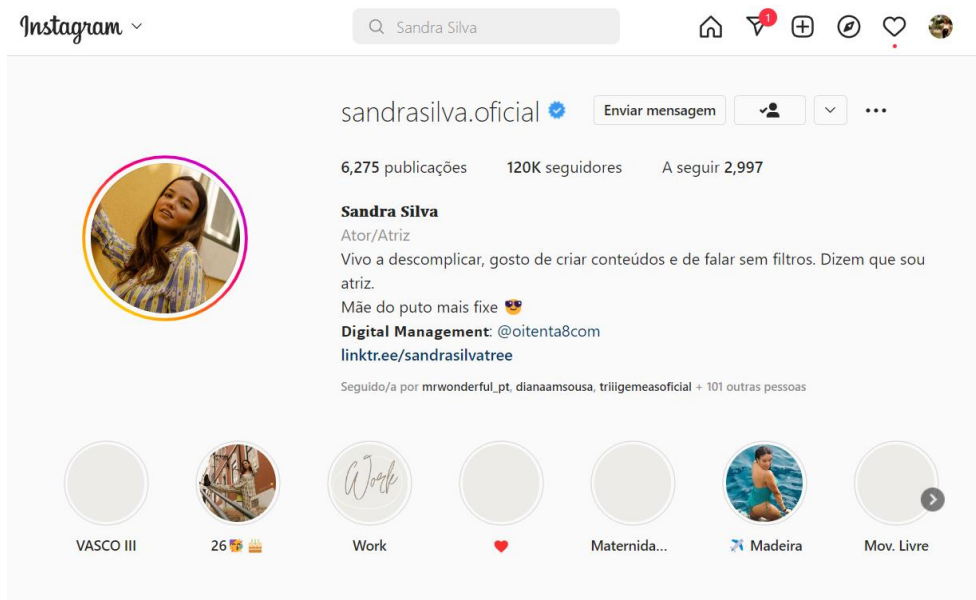 Instagram
Sandra Silva
1
sandrasilva.oficial
Enviar mensagem
6,275 publicações 120K seguidores A seguir 2,997
Sandra Silva
Ator/Atriz
Vivo a descomplicar, gosto de criar conteúdos e de falar sem filtros. Dizem que sou
atriz.
Mãe do puto mais fixe 😎
Digital Management: @oitenta8com
linktr.ee/sandrasilvatree
Seguido/a por mrwonderful_pt, dianaamsousa, triiigemeasoficial + 101 outras pessoas
Work
VASCO III
26 🎉 🎂
Work
❤️
Maternida...
✈️ Madeira
Mov. Livre